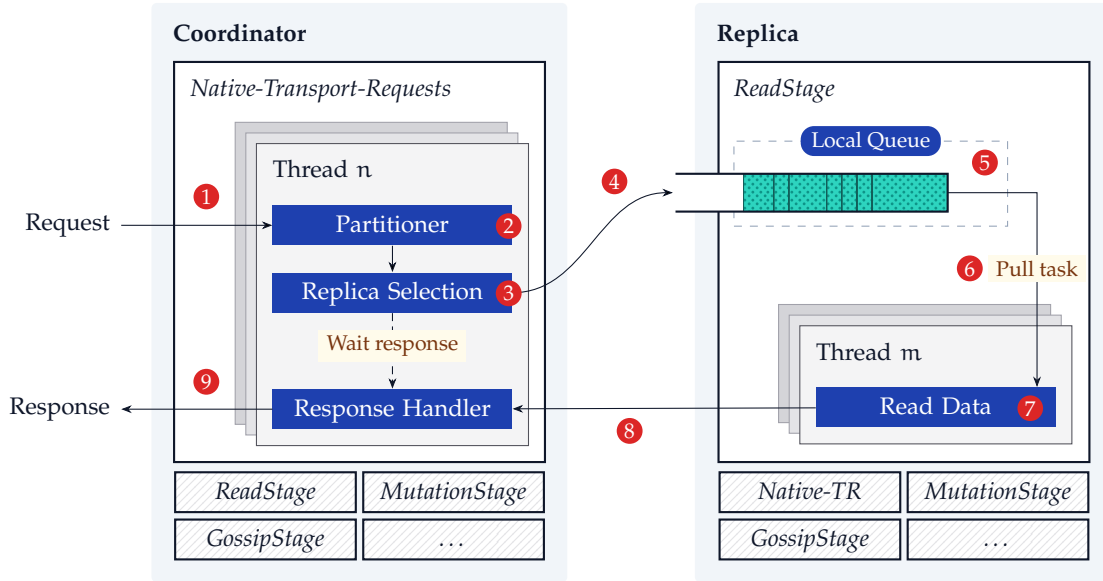 Coordinator
Native-Transport-Requests
Thread n
1
Request
Partitioner 2
Replica Selection 3
Wait response
9
Response
Response Handler
ReadStage
MutationStage
GossipStage
...
4
8
Replica
ReadStage
Local Queue
5
6
Pull task
Thread m
Read Data 7
Native-TR
MutationStage
GossipStage
...